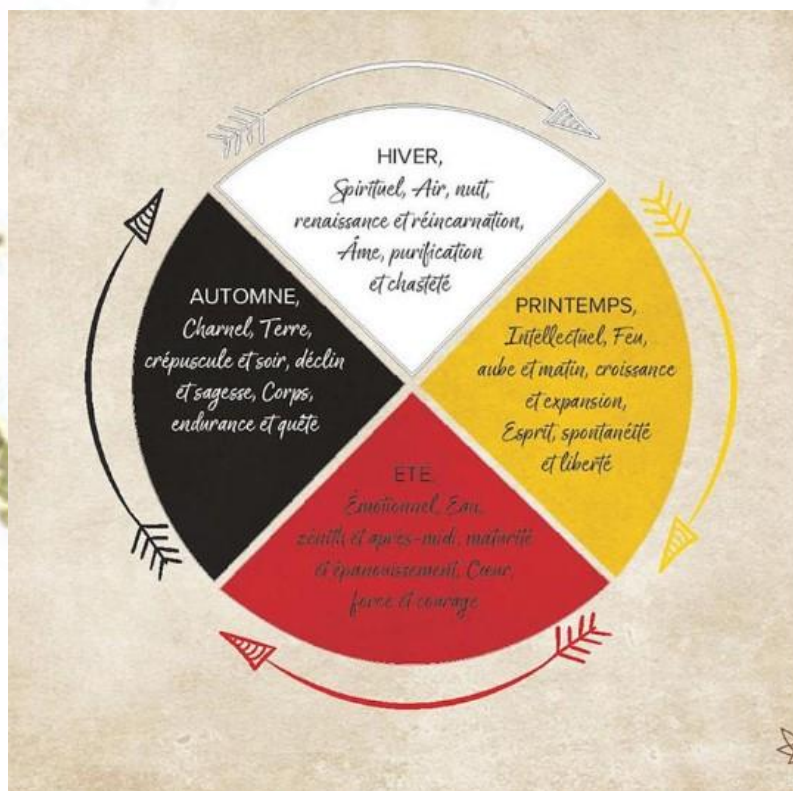 HIVER,
Spirituel, Air, nuit,
renaissance et réincarnation,
Âme, purification
et chasteté
PRINTEMPS,
Intellectuel, Feu,
aube et matin, croissance
et expansion,
Esprit, spontanéité
et liberté
ÉTÉ,
Émotionnel, Eau,
zénith et après-midi, maturité
et épanouissement, Cœur,
force et courage
AUTOMNE,
Charnel, Terre,
crépuscule et soir, déclin
et sagesse, Corps,
endurance et quête